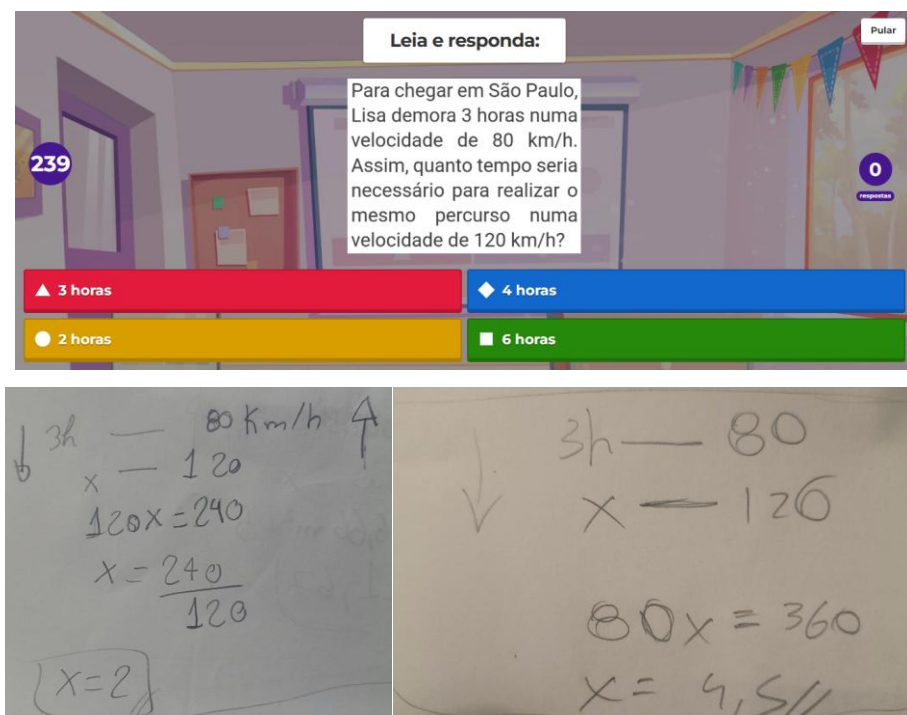 Leia e responda:
Pular
Para chegar em São Paulo,
Lisa demora 3 horas numa
velocidade de 80 km/h.
Assim, quanto tempo seria
necessário para realizar o
mesmo percurso numa
velocidade de 120 km/h?
239
0
respostas
3 horas
4 horas
2 horas
6 horas
3h — 80 Km/h
x — 120
120x = 240
x = 240
120
x = 2
3h — 80
x — 120
80x = 360
x = 4,5//